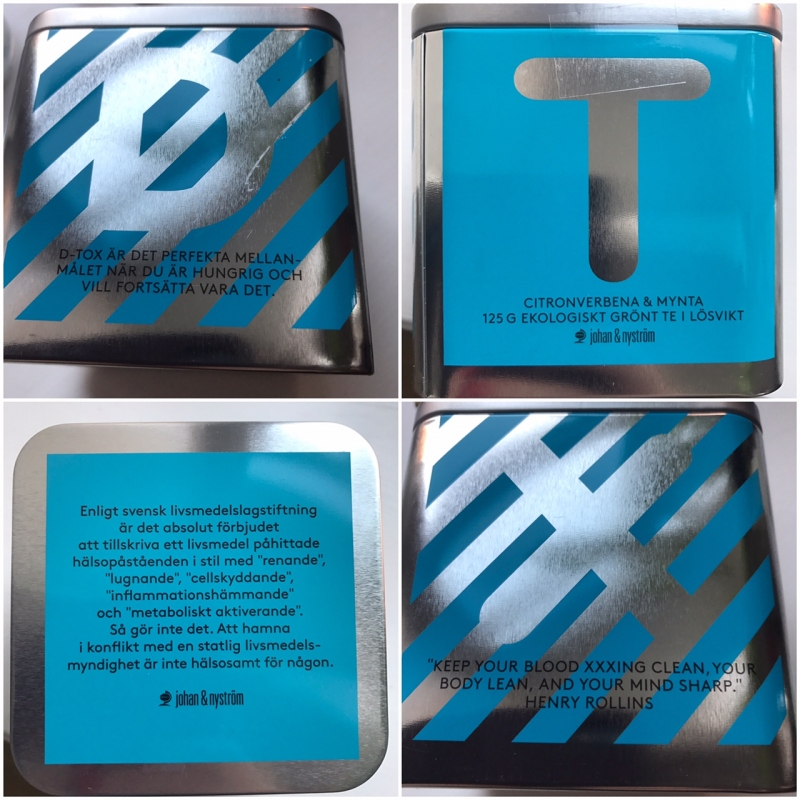 D
D-TOX ÄR DET PERFEKTA MELLAN-
MÅLET NÄR DU ÄR HUNGRIG OCH
VILL FORTSÄTTA VARA DET.
T
CITRONVERBENA & MYNTA
125 G EKOLOGISKT GRÖNT TE I LÖSVIKT
johan & nyström
Enligt svensk livsmedelslagstiftning
är det absolut förbjudet
att tillskriva ett livsmedel påhittade
hälsopåståenden i stil med "renande",
"lugnande", "cellskyddande",
"inflammationshämmande"
och "metaboliskt aktiverande".
Så gör inte det. Att hamna
i konflikt med en statlig livsmedels-
myndighet är inte hälsosamt för någon.
johan & nyström
X
"KEEP YOUR BLOOD XXXING CLEAN, YOUR
BODY LEAN, AND YOUR MIND SHARP."
HENRY ROLLINS